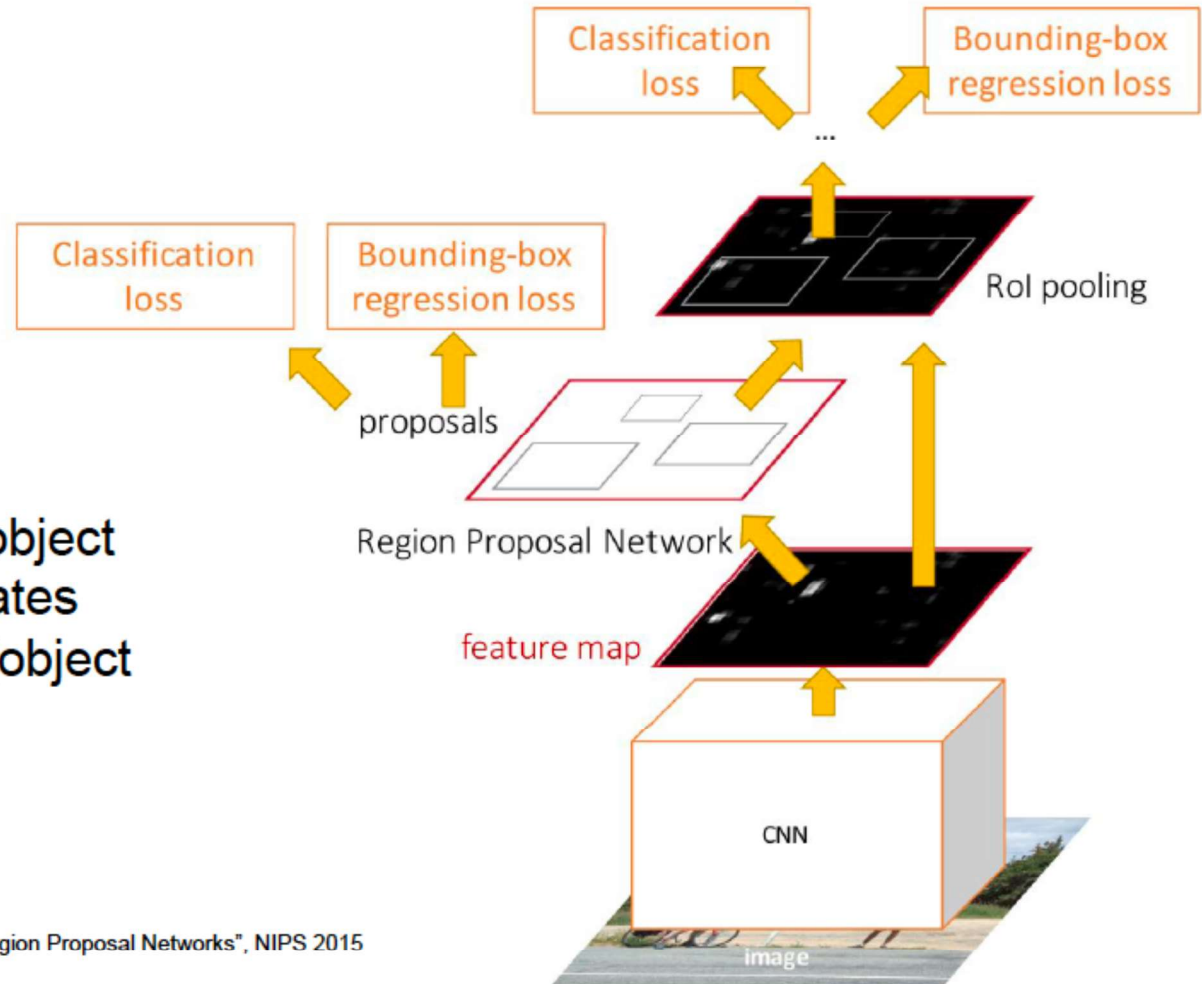 Classification
loss
Bounding-box
regression loss
...
Classification
loss
Bounding-box
regression loss
RoI pooling
proposals
object
Region Proposal Network
ates
object
feature map
CNN
gion Proposal Networks”, NIPS 2015
image